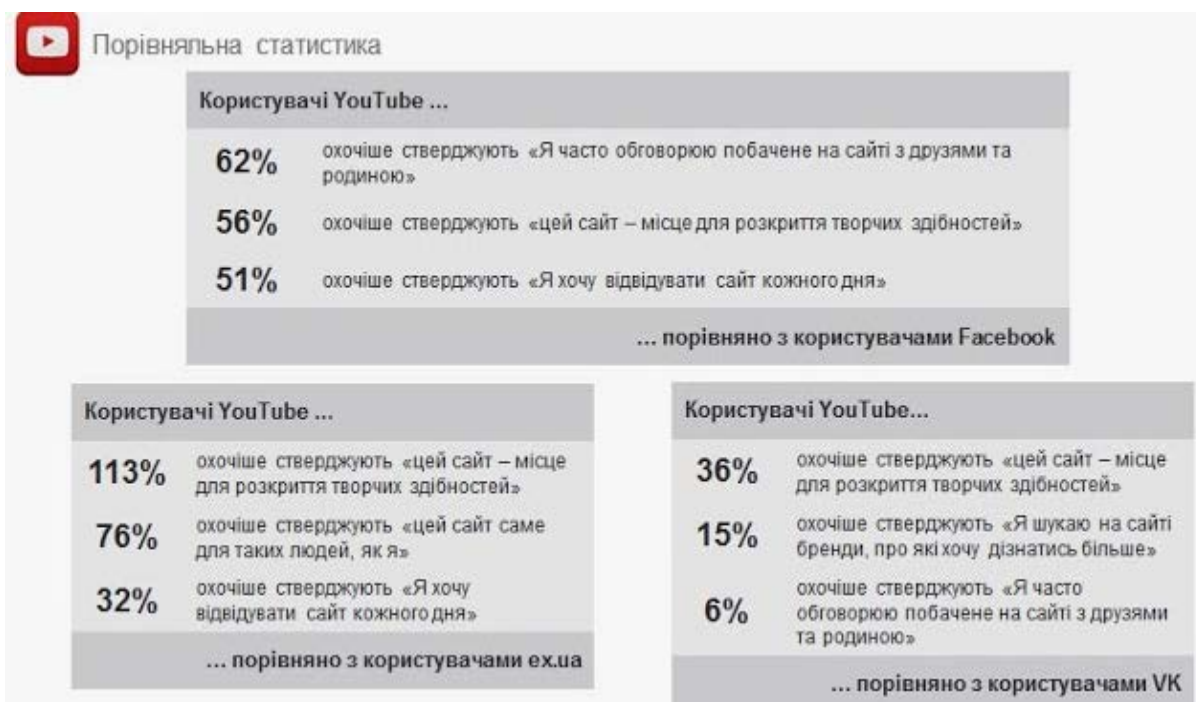 Порівняльна статистика
Користувачі YouTube ...
62%
охочіше стверджують «Я часто обговорюю побачене на сайті з друзями та
родиною»
56%
охочіше стверджують «цей сайт – місце для розкриття творчих здібностей»
51%
охочіше стверджують «Я хочу відвідувати сайт кожного дня»
... порівняно з користувачами Facebook
Користувачі YouTube ...
113%
охочіше стверджують «цей сайт – місце
для розкриття творчих здібностей»
76%
охочіше стверджують «цей сайт саме
для таких людей, як я»
32%
охочіше стверджують «Я хочу
відвідувати сайт кожного дня»
... порівняно з користувачами ex.ua
Користувачі YouTube...
36%
охочіше стверджують «цей сайт – місце
для розкриття творчих здібностей»
15%
охочіше стверджують «Я шукаю на сайті
бренди, про які хочу дізнатись більше»
6%
охочіше стверджують «Я часто
обговорюю побачене на сайті з друзями
та родиною»
... порівняно з користувачами VK